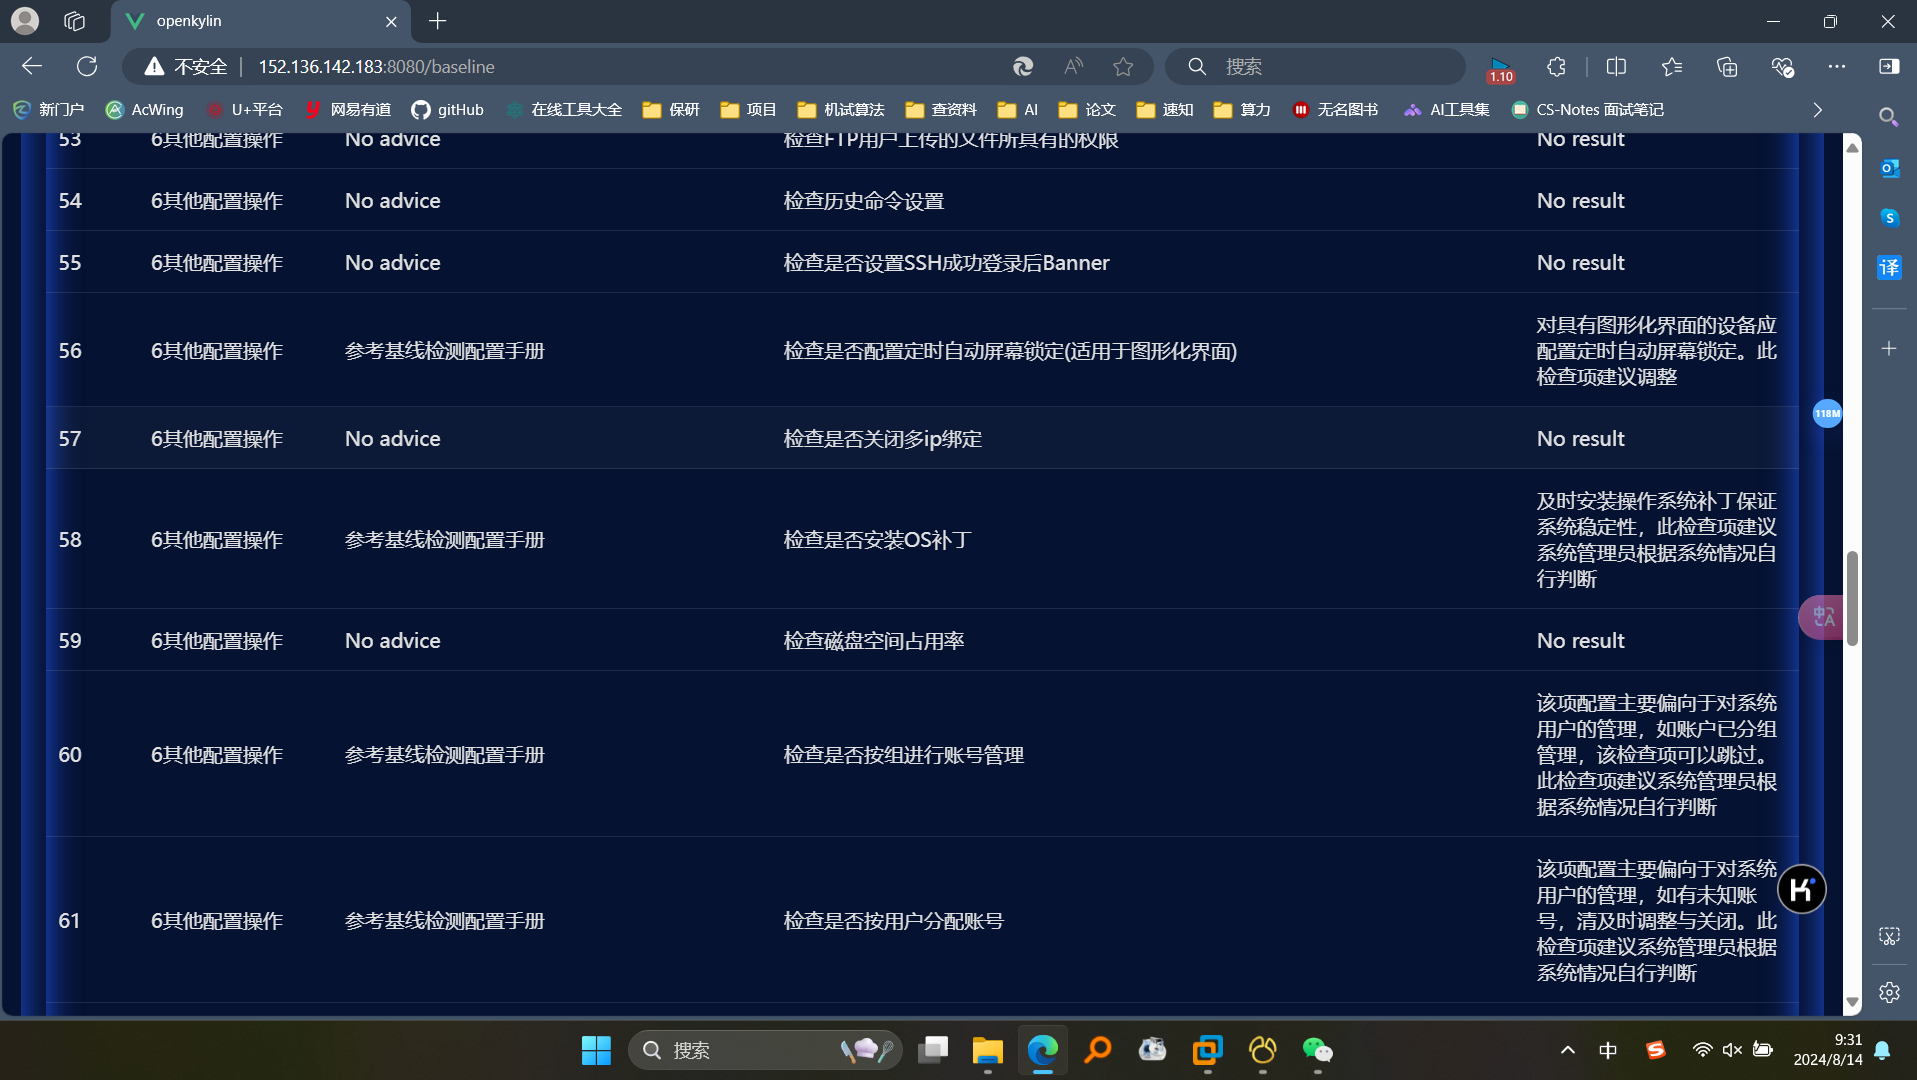 openkylin
不安全
152.136.142.183:8080/baseline
搜索
1.10
新门户
AcWing
U+平台
网易有道
gitHub
在线工具大全
保研
项目
机试算法
查资料
AI
论文
速知
算力
无名图书
AI工具集
CS-Notes 面试笔记
53 6其他配置操作 No advice 检查FTP用户上传的文件所具有的权限 No result
54 6其他配置操作 No advice 检查历史命令设置 No result
55 6其他配置操作 No advice 检查是否设置SSH成功登录后Banner No result
56 6其他配置操作 参考基线检测配置手册 检查是否配置定时自动屏幕锁定(适用于图形化界面)
对具有图形化界面的设备应
配置定时自动屏幕锁定。此
检查项建议调整
118M
57 6其他配置操作 No advice 检查是否关闭多ip绑定 No result
58 6其他配置操作 参考基线检测配置手册 检查是否安装OS补丁
及时安装操作系统补丁保证
系统稳定性，此检查项建议
系统管理员根据系统情况自
行判断
59 6其他配置操作 No advice 检查磁盘空间占用率 No result
60 6其他配置操作 参考基线检测配置手册 检查是否按组进行账号管理
该项配置主要偏向于对系统
用户的管理，如账户已分组
管理，该检查项可以跳过。
此检查项建议系统管理员根
据系统情况自行判断
61 6其他配置操作 参考基线检测配置手册 检查是否按用户分配账号
该项配置主要偏向于对系统
用户的管理，如有未知账
号，清及时调整与关闭。此
检查项建议系统管理员根据
系统情况自行判断
译
搜索
中
9:31
2024/8/14